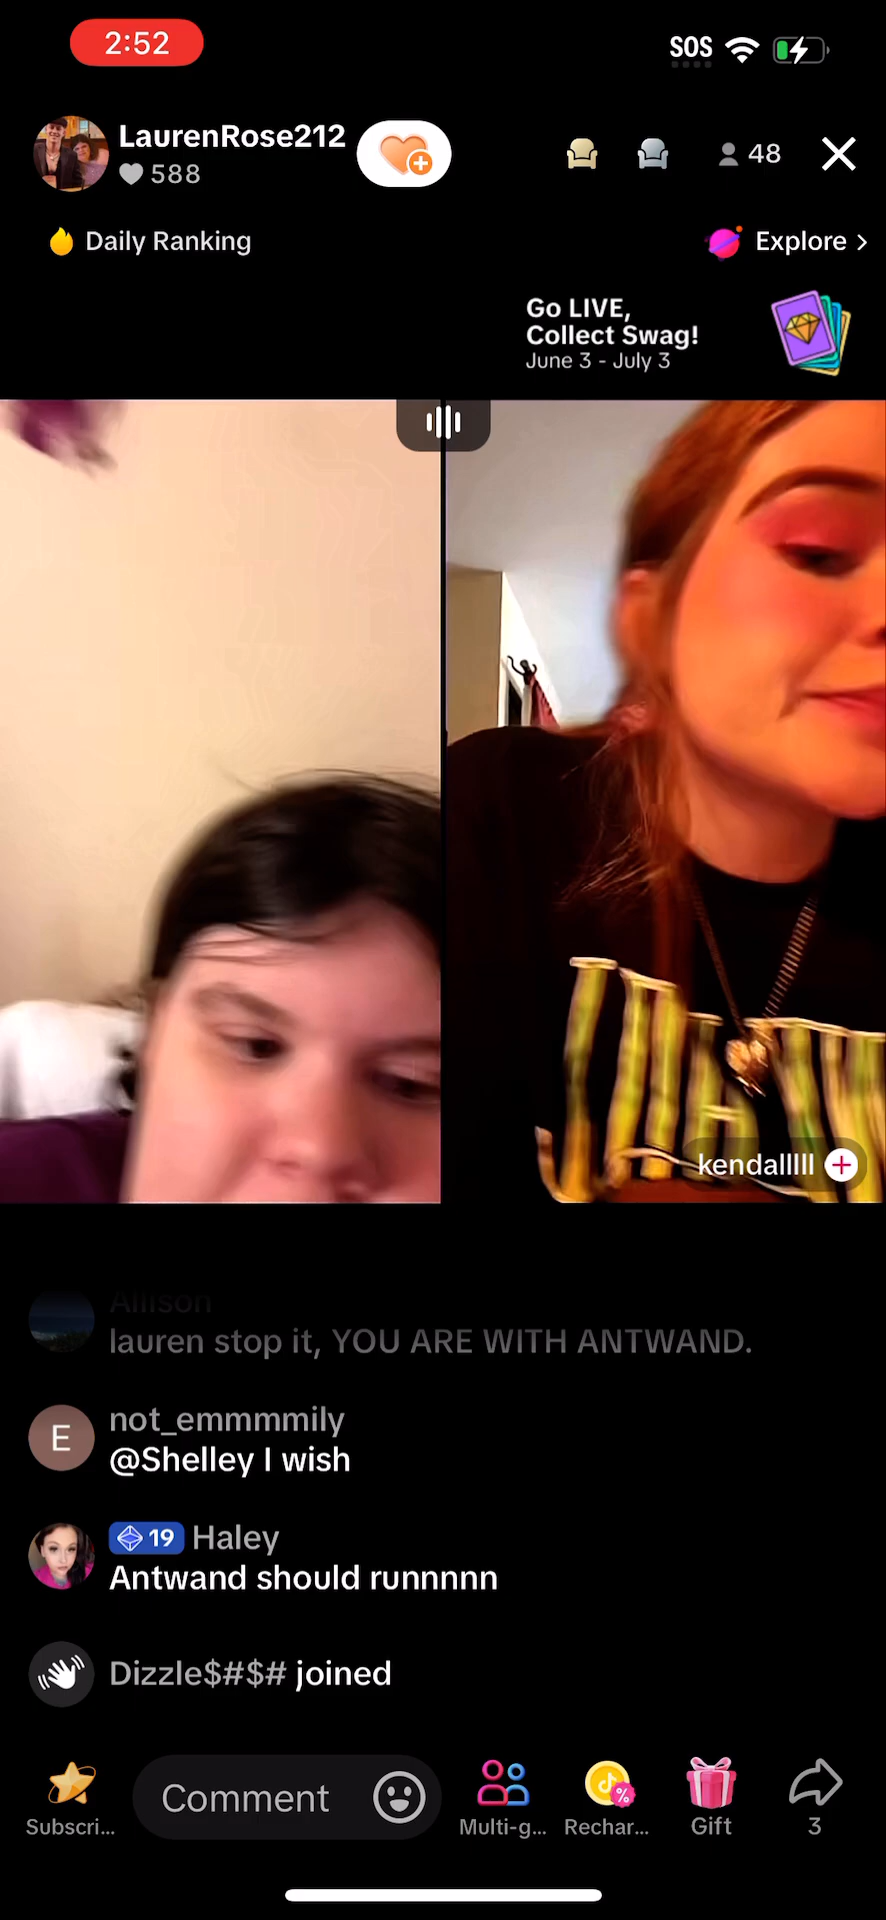 2:52
SOS
LaurenRose212
588
48
Daily Ranking
Explore >
Go LIVE,
Collect Swag!
June 3 - July 3
kendalllll
Allison
lauren stop it, YOU ARE WITH ANTWAND.
E
not_emmmmily
@Shelley I wish
19 Haley
Antwand should runnnnn
Dizzle$#$# joined
Comment
%
Subscri...
Multi-g...
Rechar...
Gift
3